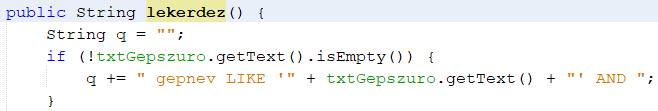 public String lekerdez() {
String q = "";
if (!txtGepszuro.getText().isEmpty()) {
q += " gepnev LIKE '" + txtGepszuro.getText() + "' AND ";
}